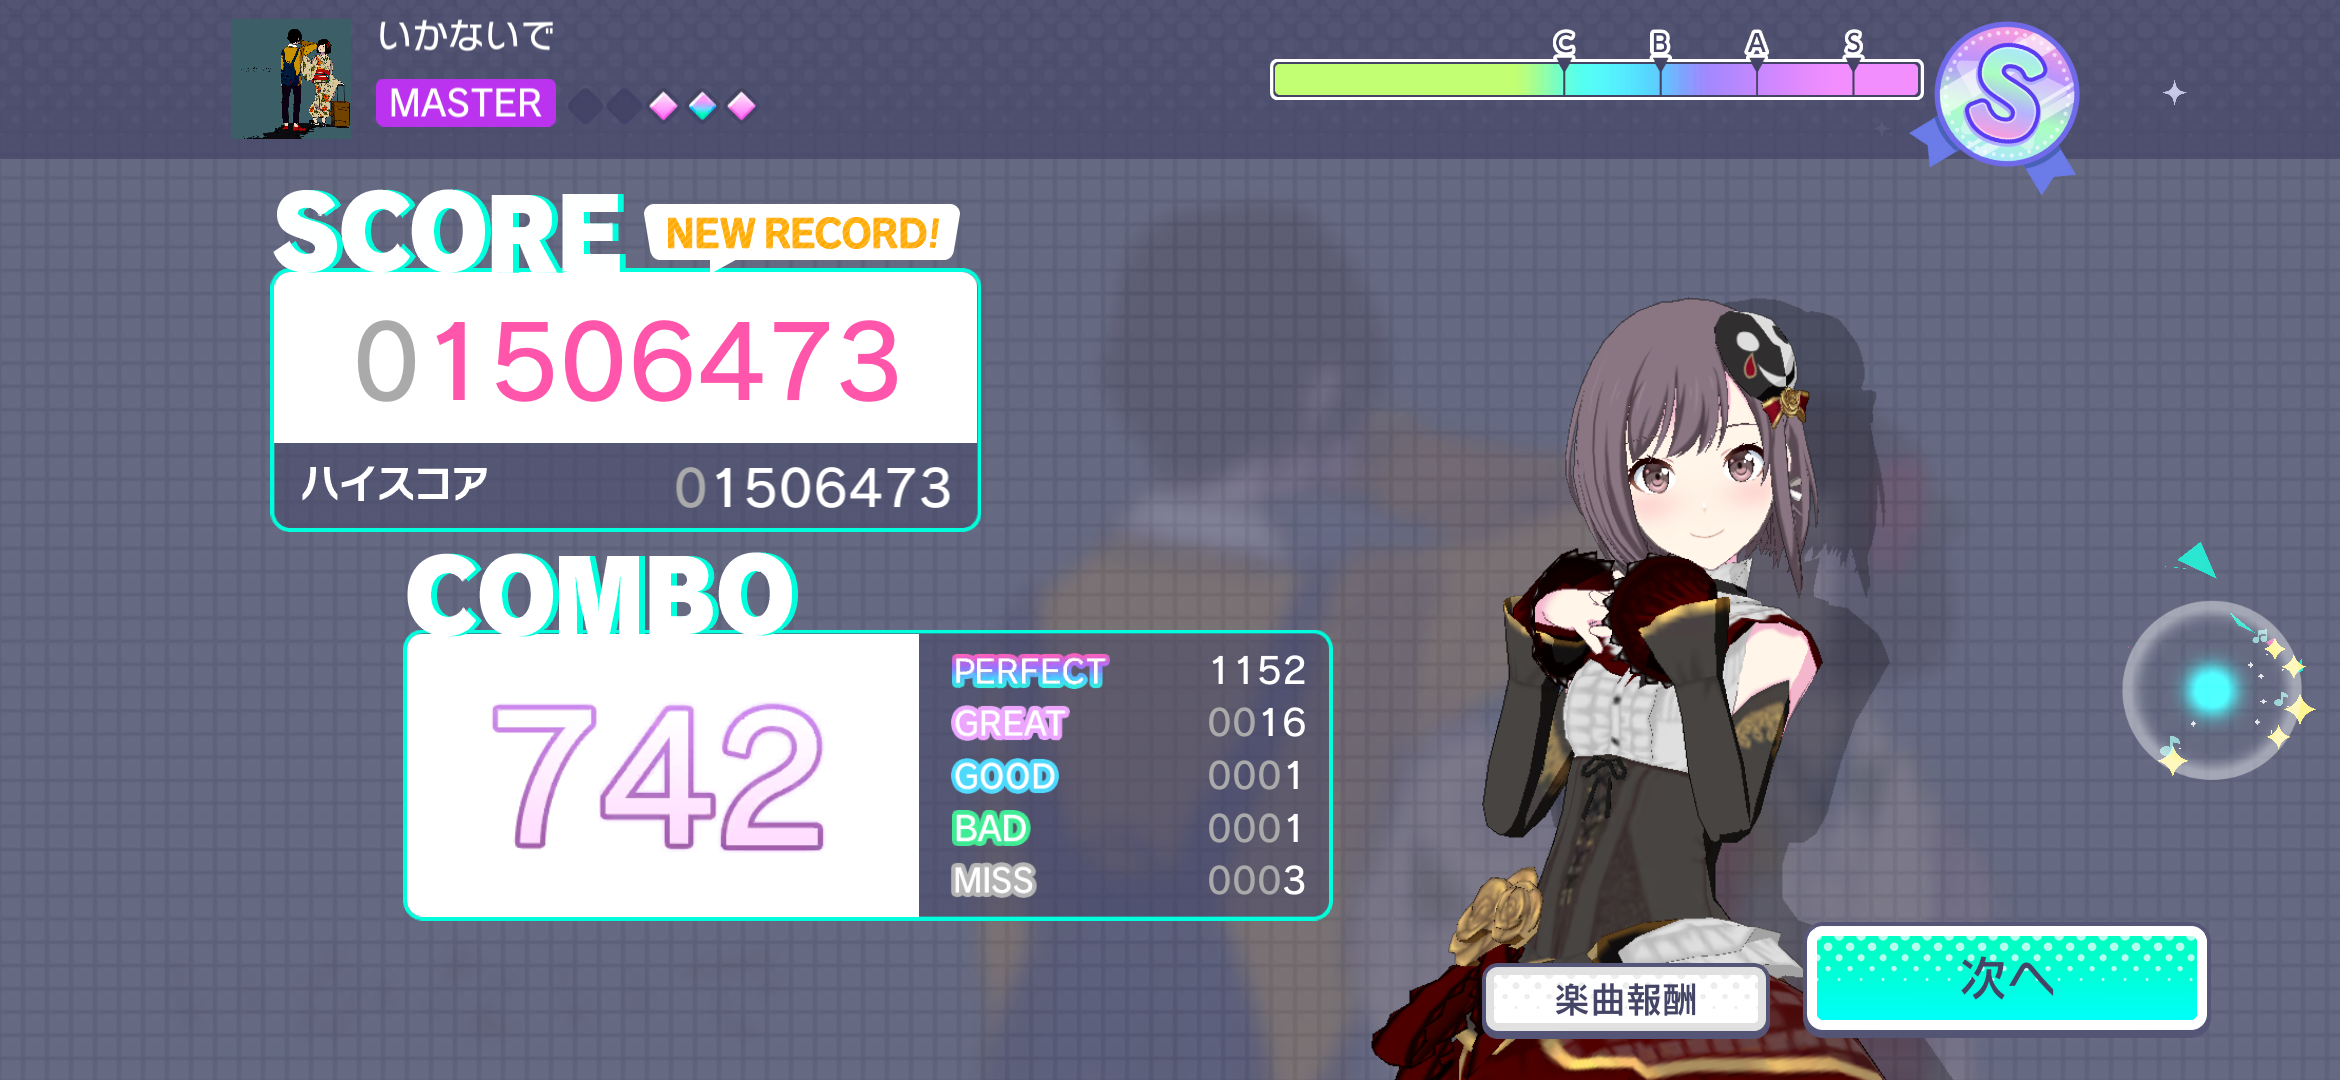 いかないで
MASTER
C B A S
S
SCORE
NEW RECORD!
01506473
ハイスコア 01506473
COMBO
742
PERFECT 1152
GREAT 0016
GOOD 0001
BAD 0001
MISS 0003
楽曲報酬
次へ